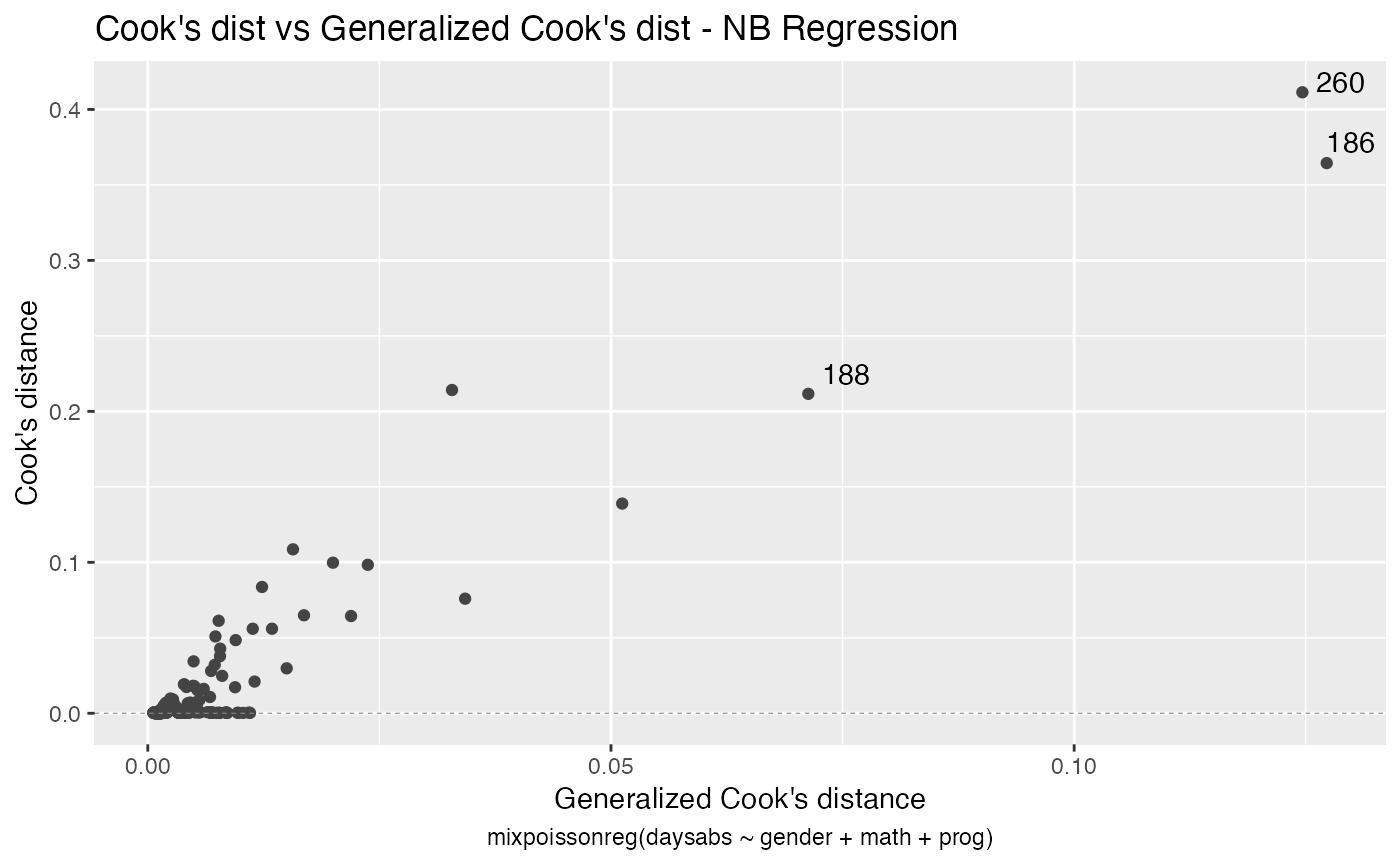 Cook's dist vs Generalized Cook's dist - NB Regression
260
186
188
0.4
0.3
0.2
0.1
0.0
Cook's distance
0.00 0.05 0.10
Generalized Cook's distance
mixpoissonreg(daysabs ~ gender + math + prog)